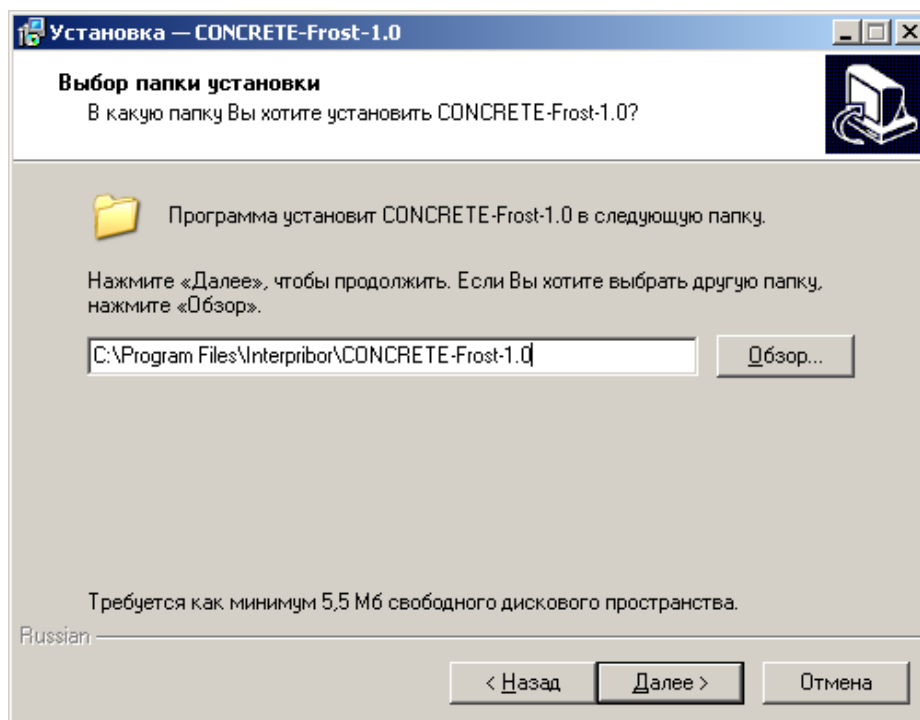 Установка — CONCRETE-Frost-1.0
Выбор папки установки
В какую папку Вы хотите установить CONCRETE-Frost-1.0?
Программа установит CONCRETE-Frost-1.0 в следующую папку.
Нажмите «Далее», чтобы продолжить. Если Вы хотите выбрать другую папку,
нажмите «Обзор».
C:\Program Files\Interpribor\CONCRETE-Frost-1.0
Обзор...
Требуется как минимум 5,5 Мб свободного дискового пространства.
Russian
< Назад
Далее >
Отмена